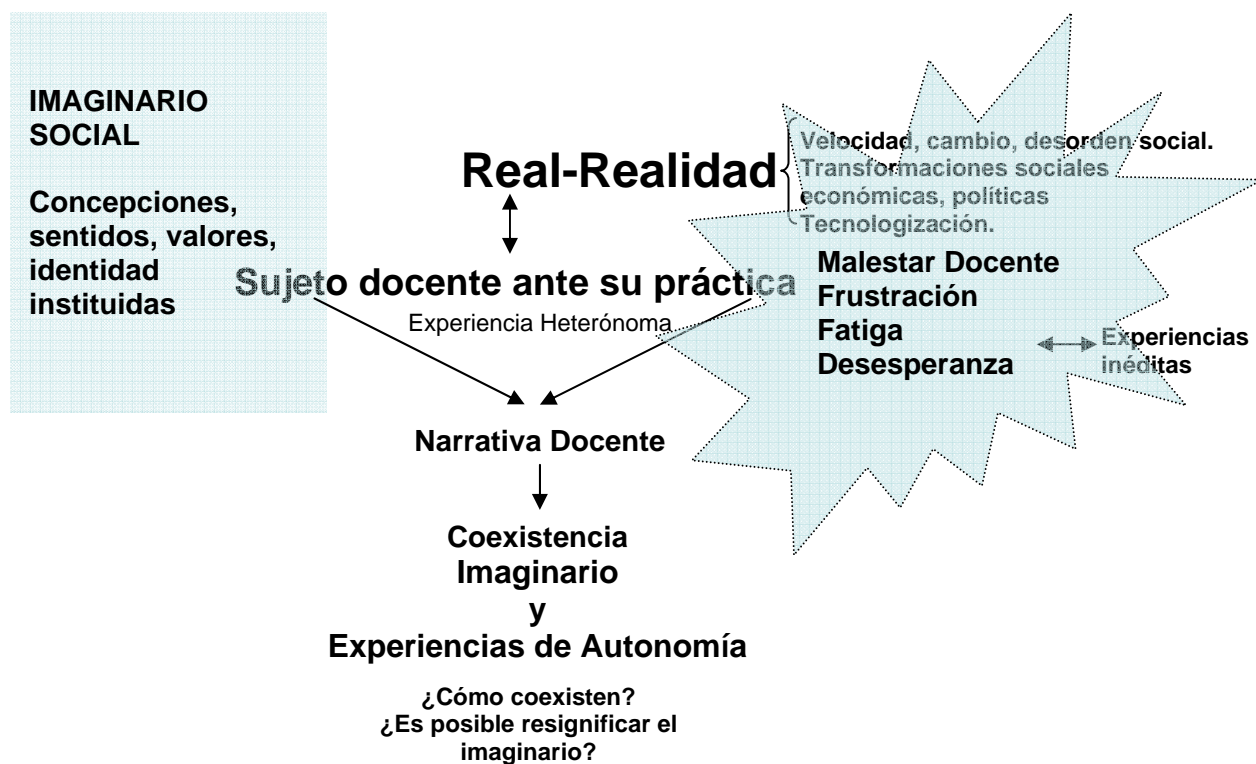 IMAGINARIO
SOCIAL
Concepciones,
sentidos, valores,
identidad
instituidas
Real-Realidad
Velocidad, cambio, desorden social.
Transformaciones sociales
económicas, políticas
Tecnologización.
Sujeto docente ante su práctica
Experiencia Heterónoma
Malestar Docente
Frustración
Fatiga
Desesperanza
Experiencias
inéditas
Narrativa Docente
Coexistencia
Imaginario
y
Experiencias de Autonomía
¿Cómo coexisten?
¿Es posible resignificar el
imaginario?